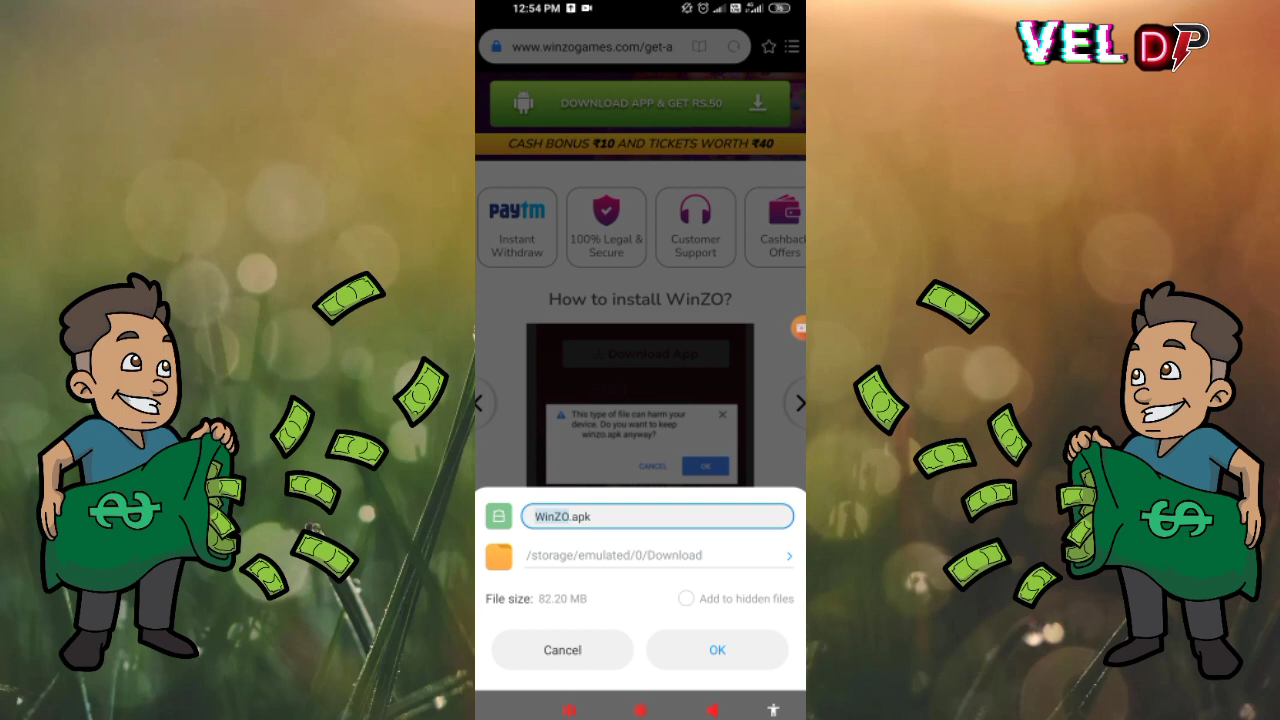 VEL DP
12:54 PM
www.winzogames.com/get-a
DOWNLOAD APP & GET RS.50
CASH BONUS ₹10 AND TICKETS WORTH ₹40
paytm
Instant
Withdraw
100% Legal &
Secure
Customer
Support
Cashback
Offers
How to install WinZO?
Download App
This type of file can harm your
device. Do you want to keep
winzo.apk anyway?
CANCEL
OK
WinZO.apk
/storage/emulated/0/Download
File size: 82.20 MB
Add to hidden files
Cancel
OK
$
$